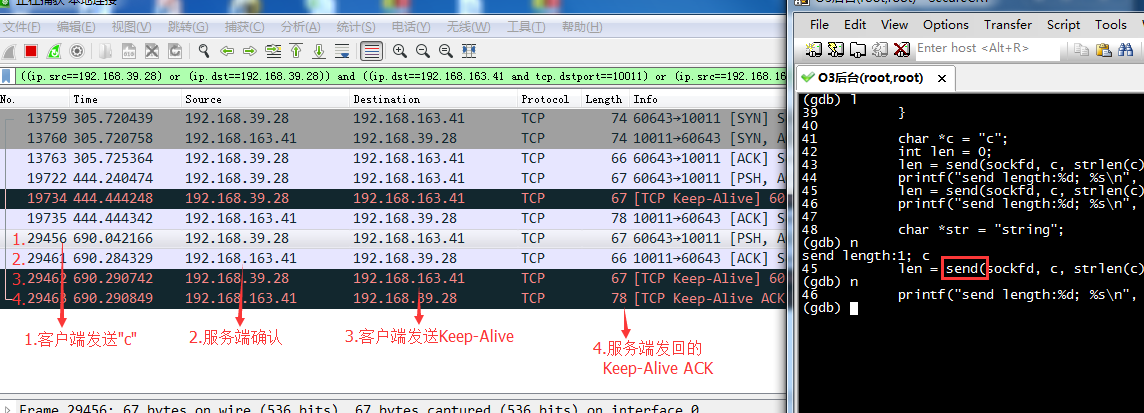 正在捕获 本地连接
文件(F) 编辑(E) 视图(V) 跳转(G) 捕获(C) 分析(A) 统计(S) 电话(Y) 无线(W) 工具(T) 帮助(H)
((ip.src==192.168.39.28) or (ip.dst==192.168.39.28)) and ((ip.dst==192.168.163.41 and tcp.dstport==10011) or (ip.src==192.168.16
No. Time Source Destination Protocol Length Info
13759 305.720439 192.168.39.28 192.168.163.41 TCP 74 60643→10011 [SYN] S
13760 305.720758 192.168.163.41 192.168.39.28 TCP 74 10011→60643 [SYN, A
13763 305.725364 192.168.39.28 192.168.163.41 TCP 66 60643→10011 [ACK] S
19722 444.240474 192.168.39.28 192.168.163.41 TCP 67 60643→10011 [PSH, A
19734 444.444248 192.168.39.28 192.168.163.41 TCP 67 [TCP Keep-Alive] 60
19735 444.444342 192.168.163.41 192.168.39.28 TCP 78 10011→60643 [ACK] S
1. 29456 690.042166 192.168.39.28 192.168.163.41 TCP 67 60643→10011 [PSH, A
2. 29461 690.284329 192.168.163.41 192.168.39.28 TCP 66 10011→60643 [ACK] S
3. 29462 690.290742 192.168.39.28 192.168.163.41 TCP 67 [TCP Keep-Alive] 60
4. 29463 690.290849 192.168.163.41 192.168.39.28 TCP 78 [TCP Keep-Alive ACK
1.客户端发送"c"
2.服务端确认
3.客户端发送Keep-Alive
4.服务端发回的
Keep-Alive ACK
Frame 29456: 67 bytes on wire (536 bits), 67 bytes captured (536 bits) on interface 0
O3后台(root,root) - SecureCRT
File Edit View Options Transfer Script Tools
Enter host <Alt+R>
O3后台(root,root) ×
(gdb) l
39 }
40
41 char *c = "c";
42 int len = 0;
43 len = send(sockfd, c, strlen(c)
44 printf("send length:%d; %s\n",
45 len = send(sockfd, c, strlen(c)
46 printf("send length:%d; %s\n",
47
48 char *str = "string";
(gdb) n
send length:1; c
45 len = send(sockfd, c, strlen(c)
(gdb) n
46 printf("send length:%d; %s\n",
(gdb)